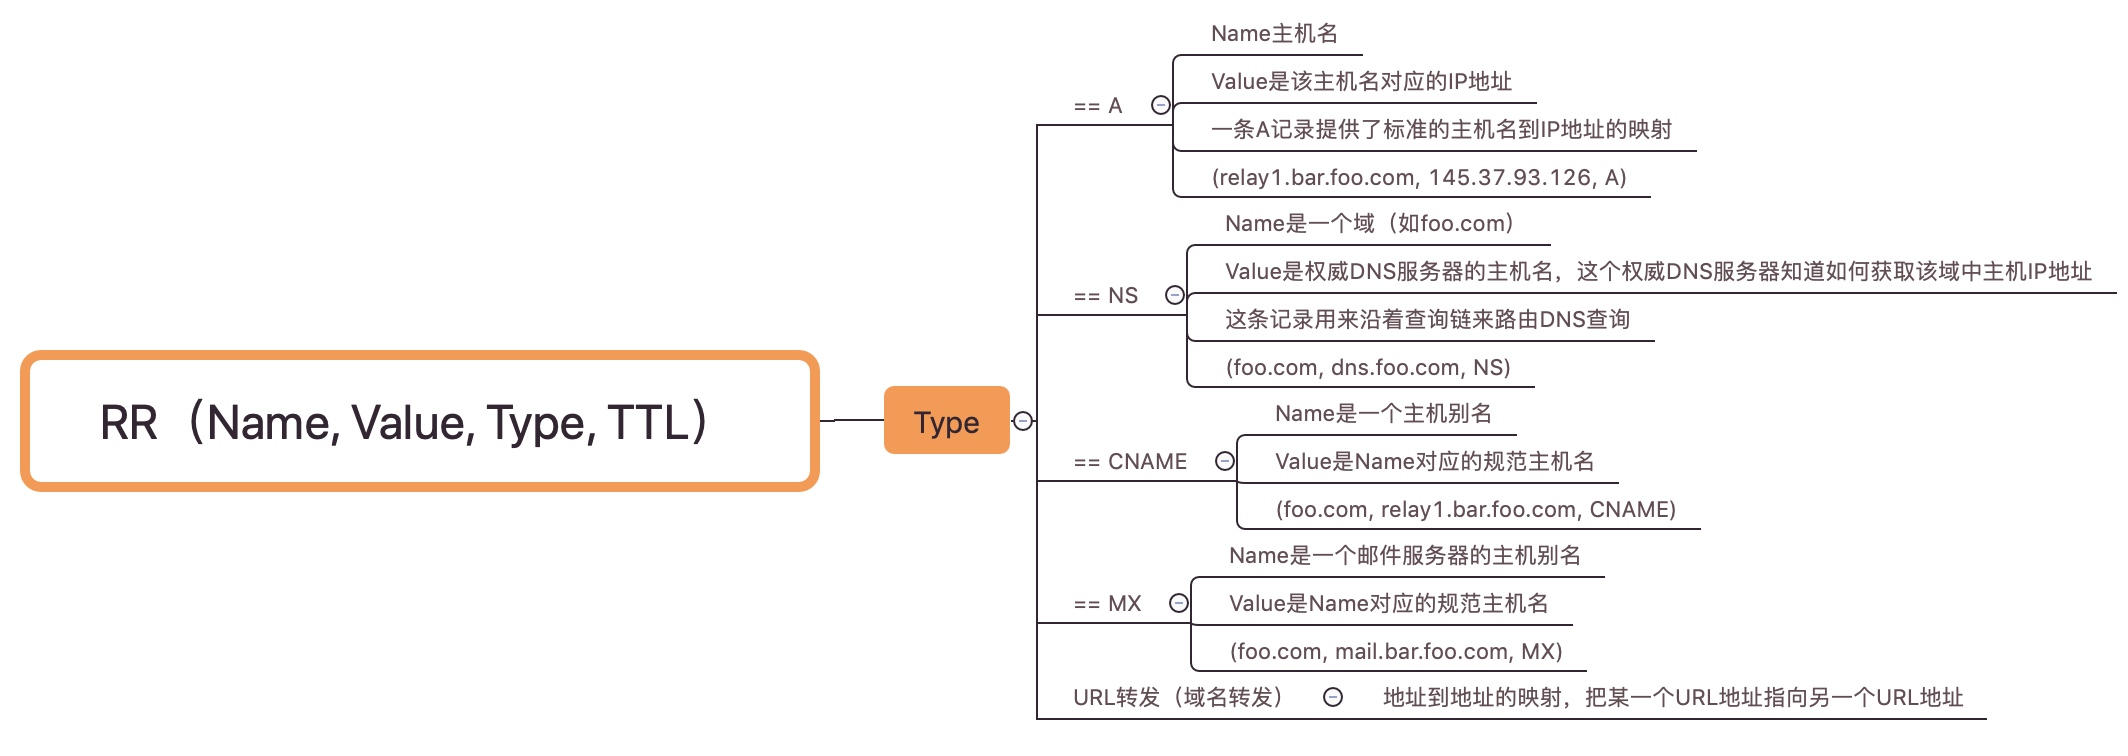 RR（Name, Value, Type, TTL）
Type
== A
Name主机名
Value是该主机名对应的IP地址
一条A记录提供了标准的主机名到IP地址的映射
(relay1.bar.foo.com, 145.37.93.126, A)
== NS
Name是一个域（如foo.com）
Value是权威DNS服务器的主机名，这个权威DNS服务器知道如何获取该域中主机IP地址
这条记录用来沿着查询链来路由DNS查询
(foo.com, dns.foo.com, NS)
== CNAME
Name是一个主机别名
Value是Name对应的规范主机名
(foo.com, relay1.bar.foo.com, CNAME)
== MX
Name是一个邮件服务器的主机别名
Value是Name对应的规范主机名
(foo.com, mail.bar.foo.com, MX)
URL转发（域名转发）
地址到地址的映射，把某一个URL地址指向另一个URL地址